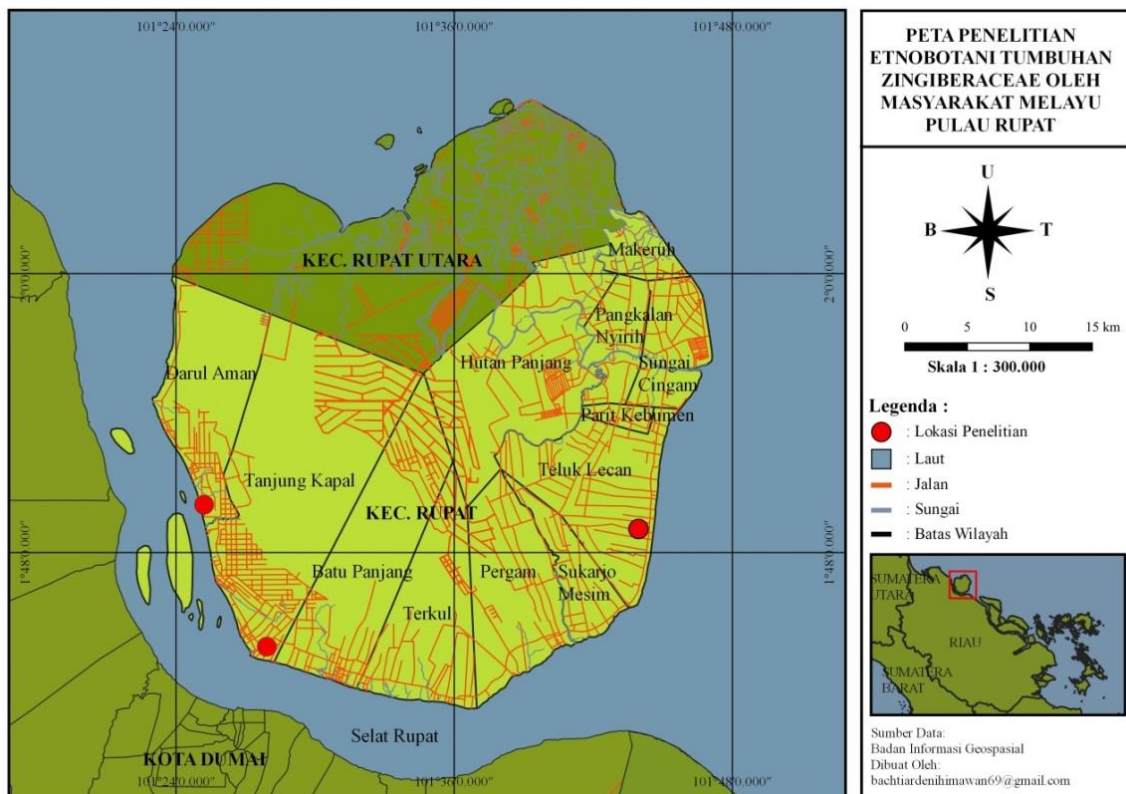 101°24'0.000"
101°36'0.000"
101°48'0.000"
PETA PENELITIAN
ETNOBOTANI TUMBUHAN
ZINGIBERACEAE OLEH
MASYARAKAT MELAYU
PULAU RUPAT
U
B
T
S
0 5 10 15 km
Skala 1 : 300.000
Legenda :
: Lokasi Penelitian
: Laut
: Jalan
: Sungai
: Batas Wilayah
Makeruh
KEC. RUPAT UTARA
2°0'0.000"
2°0'0.000"
Pangkalan
Nyirih
Hutan Panjang
Sungai
Cingam
Darul Aman
Parit Kebumen
Teluk Lecah
Tanjung Kapal
KEC. RUPAT
1°48'0.000"
1°48'0.000"
Batu Panjang
Pergam
Sukarjo
Mesim
Terkul
Selat Rupat
KOTA DUMAI
101°24'0.000"
101°36'0.000"
101°48'0.000"
SUMATERA
UTARA
RIAU
SUMATERA
BARAT
Sumber Data:
Badan Informasi Geospasial
Dibuat Oleh:
bachtiardenihimawan69@gmail.com